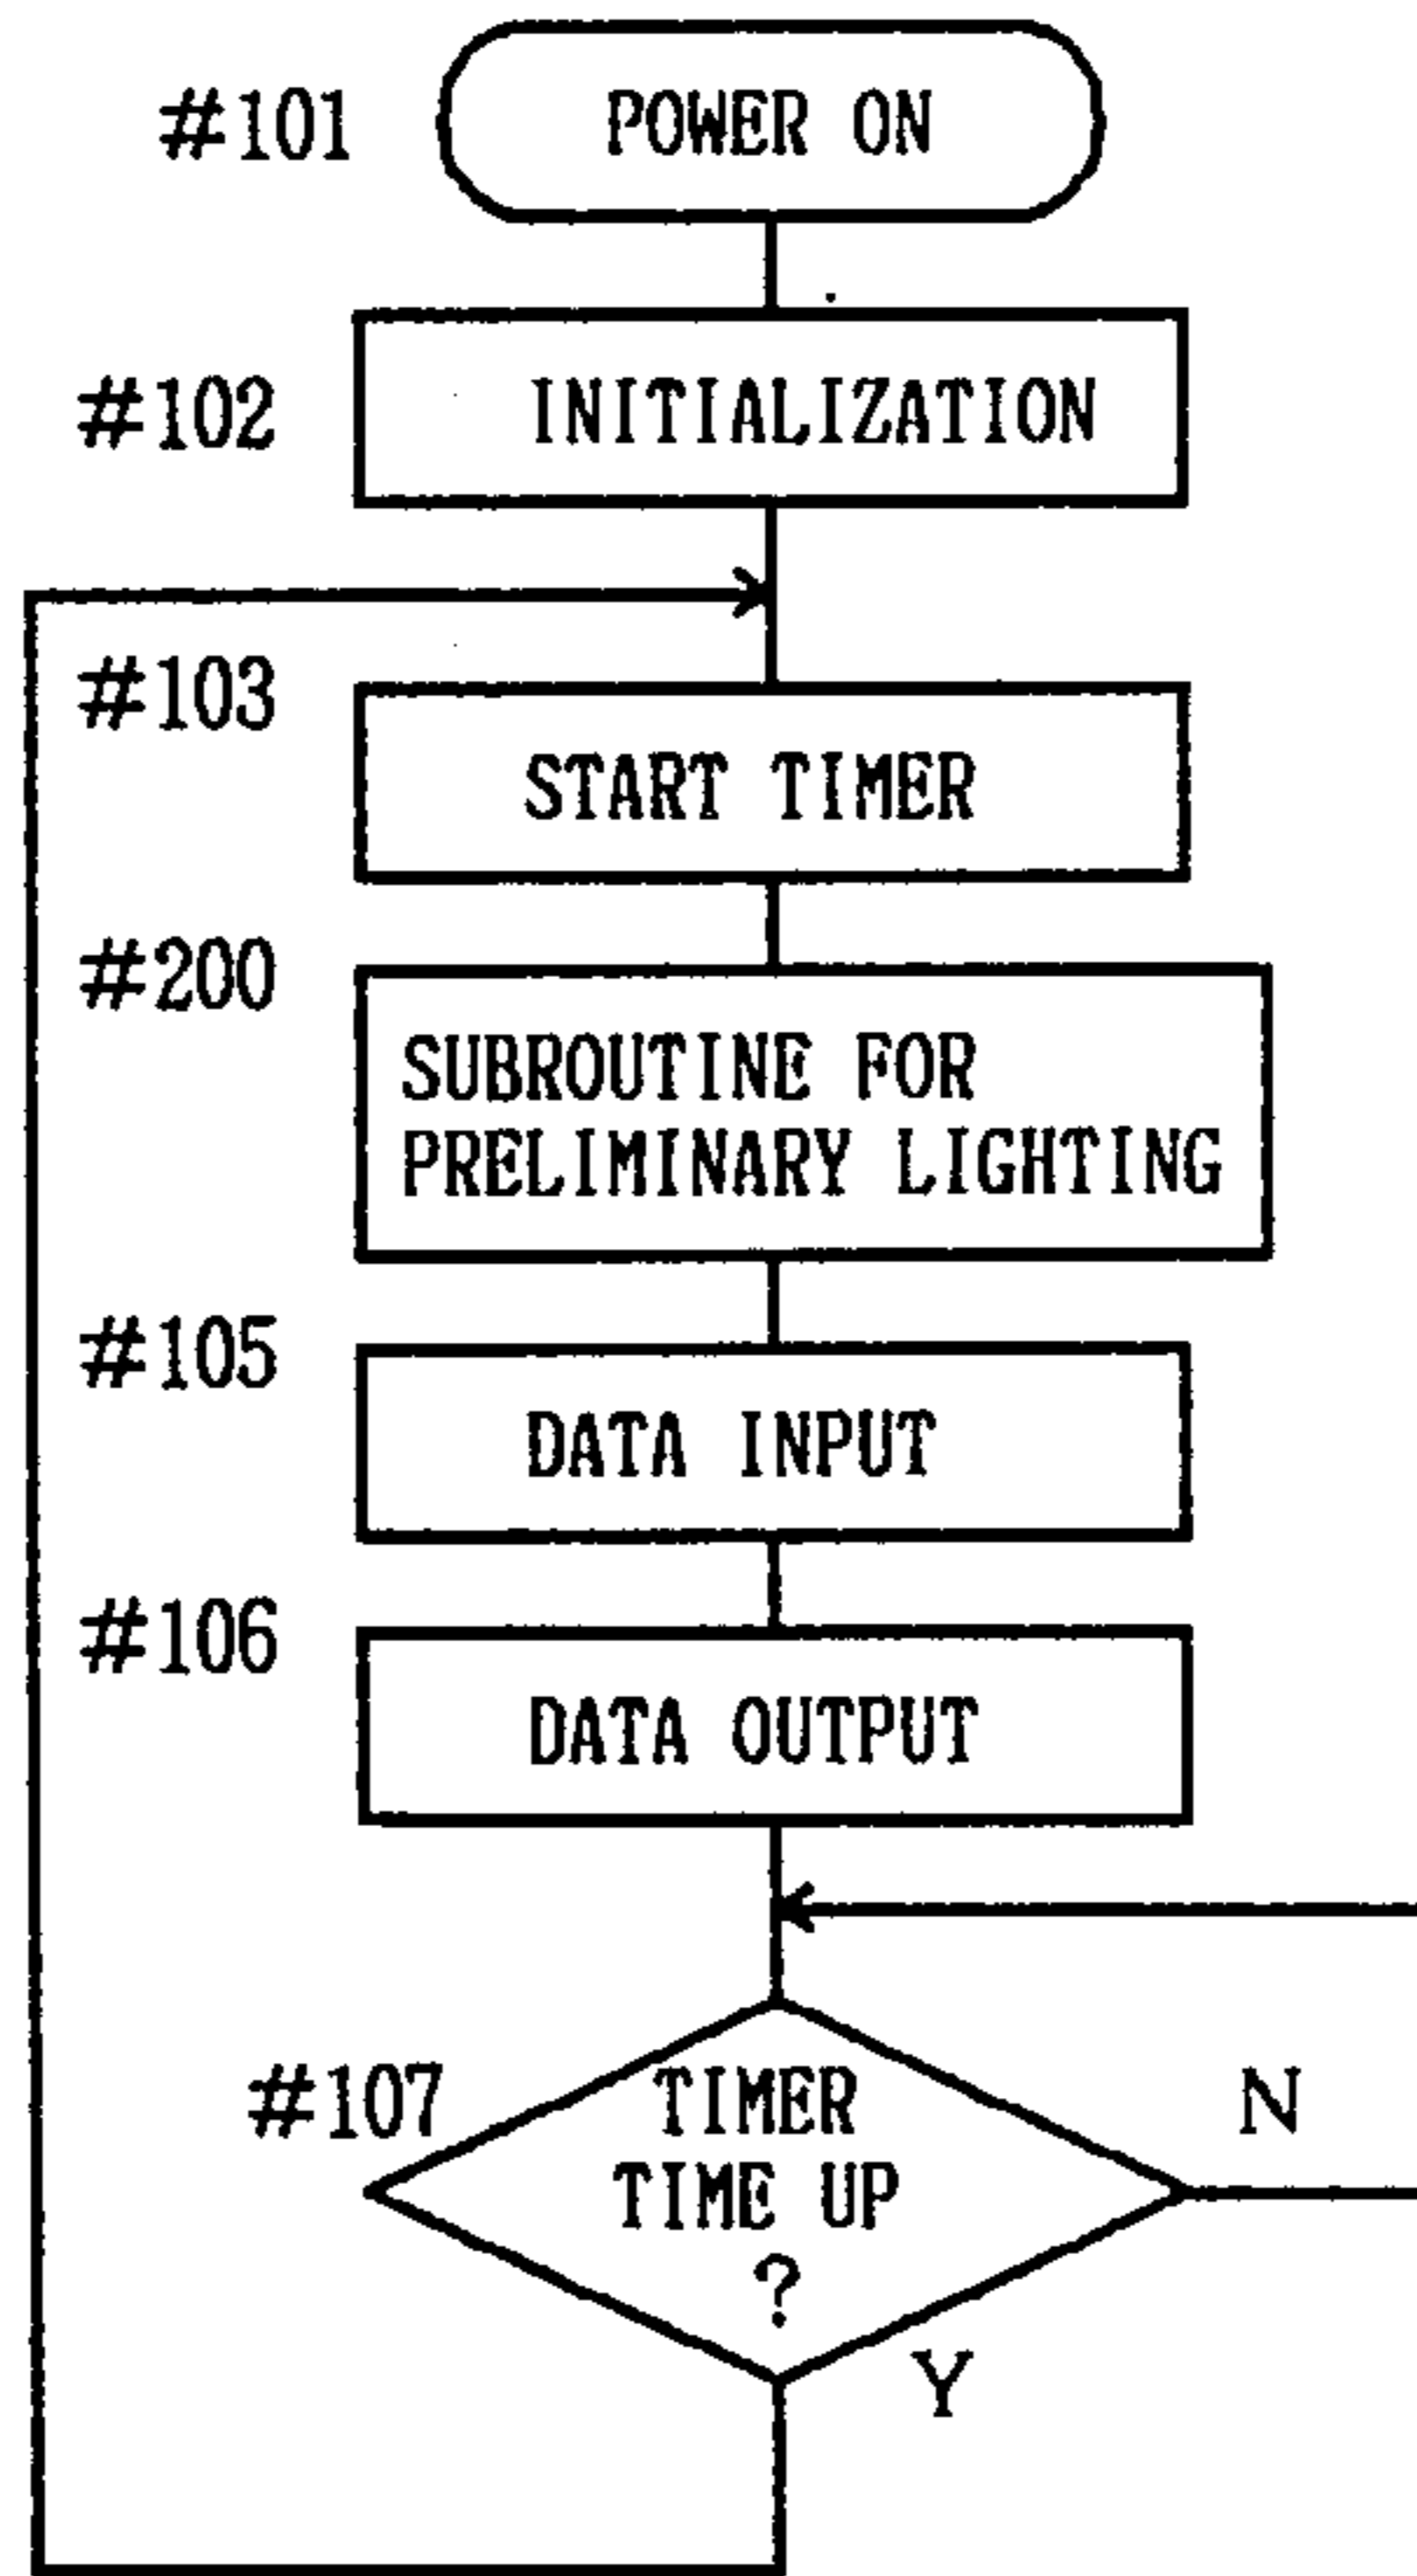 #101 POWER ON
#102 INITIALIZATION
#103
START TIMER
#200
SUBROUTINE FOR
PRELIMINARY LIGHTING
#105
DATA INPUT
#106
DATA OUTPUT
#107 TIMER N
TIME UP
?
Y